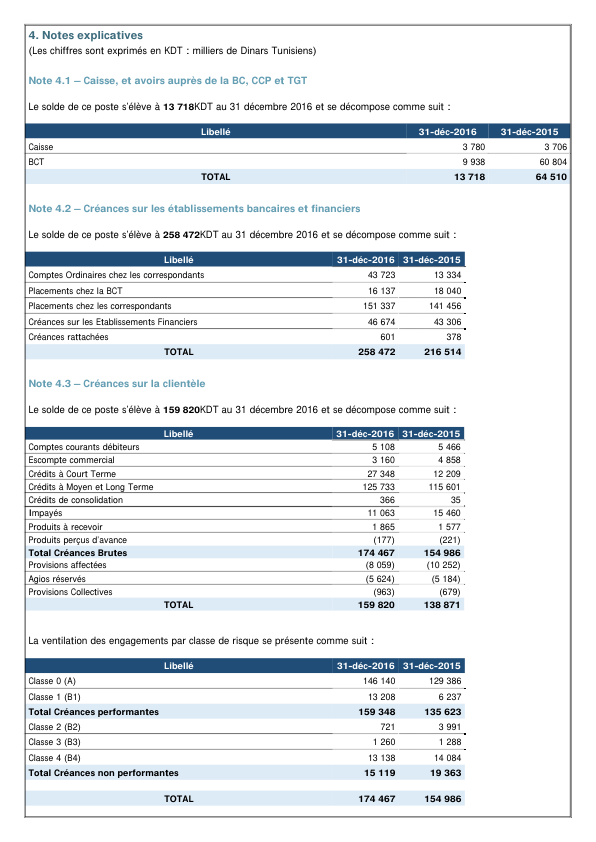 4. Notes explicatives
(Les chiffres sont exprimés en KDT : milliers de Dinars Tunisiens)
Note 4.1 – Caisse, et avoirs auprès de la BC, CCP et TGT
Le solde de ce poste s'élève à 13 718KDT au 31 décembre 2016 et se décompose comme suit :
Libellé 31-déc-2016 31-déc-2015
Caisse 3 780 3 706
BCT 9 938 60 804
TOTAL 13 718 64 510
Note 4.2 – Créances sur les établissements bancaires et financiers
Le solde de ce poste s'élève à 258 472KDT au 31 décembre 2016 et se décompose comme suit :
Libellé 31-déc-2016 31-déc-2015
Comptes Ordinaires chez les correspondants 43 723 13 334
Placements chez la BCT 16 137 18 040
Placements chez les correspondants 151 337 141 456
Créances sur les Etablissements Financiers 46 674 43 306
Créances rattachées 601 378
TOTAL 258 472 216 514
Note 4.3 – Créances sur la clientèle
Le solde de ce poste s'élève à 159 820KDT au 31 décembre 2016 et se décompose comme suit :
Libellé 31-déc-2016 31-déc-2015
Comptes courants débiteurs 5 108 5 466
Escompte commercial 3 160 4 858
Crédits à Court Terme 27 348 12 209
Crédits à Moyen et Long Terme 125 733 115 601
Crédits de consolidation 366 35
Impayés 11 063 15 460
Produits à recevoir 1 865 1 577
Produits perçus d'avance (177) (221)
Total Créances Brutes 174 467 154 986
Provisions affectées (8 059) (10 252)
Agios réservés (5 624) (5 184)
Provisions Collectives (963) (679)
TOTAL 159 820 138 871
La ventilation des engagements par classe de risque se présente comme suit :
Libellé 31-déc-2016 31-déc-2015
Classe 0 (A) 146 140 129 386
Classe 1 (B1) 13 208 6 237
Total Créances performantes 159 348 135 623
Classe 2 (B2) 721 3 991
Classe 3 (B3) 1 260 1 288
Classe 4 (B4) 13 138 14 084
Total Créances non performantes 15 119 19 363
TOTAL 174 467 154 986